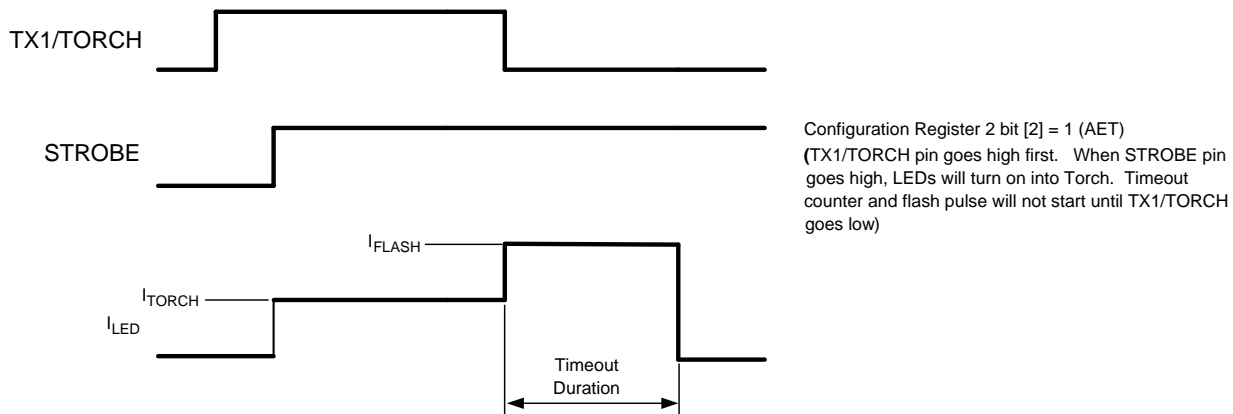 TX1/TORCH
STROBE
Configuration Register 2 bit [2] = 1 (AET)
(TX1/TORCH pin goes high first. When STROBE pin
goes high, LEDs will turn on into Torch. Timeout
counter and flash pulse will not start until TX1/TORCH
goes low)
IFLASH
ITORCH
ILED
Timeout
Duration